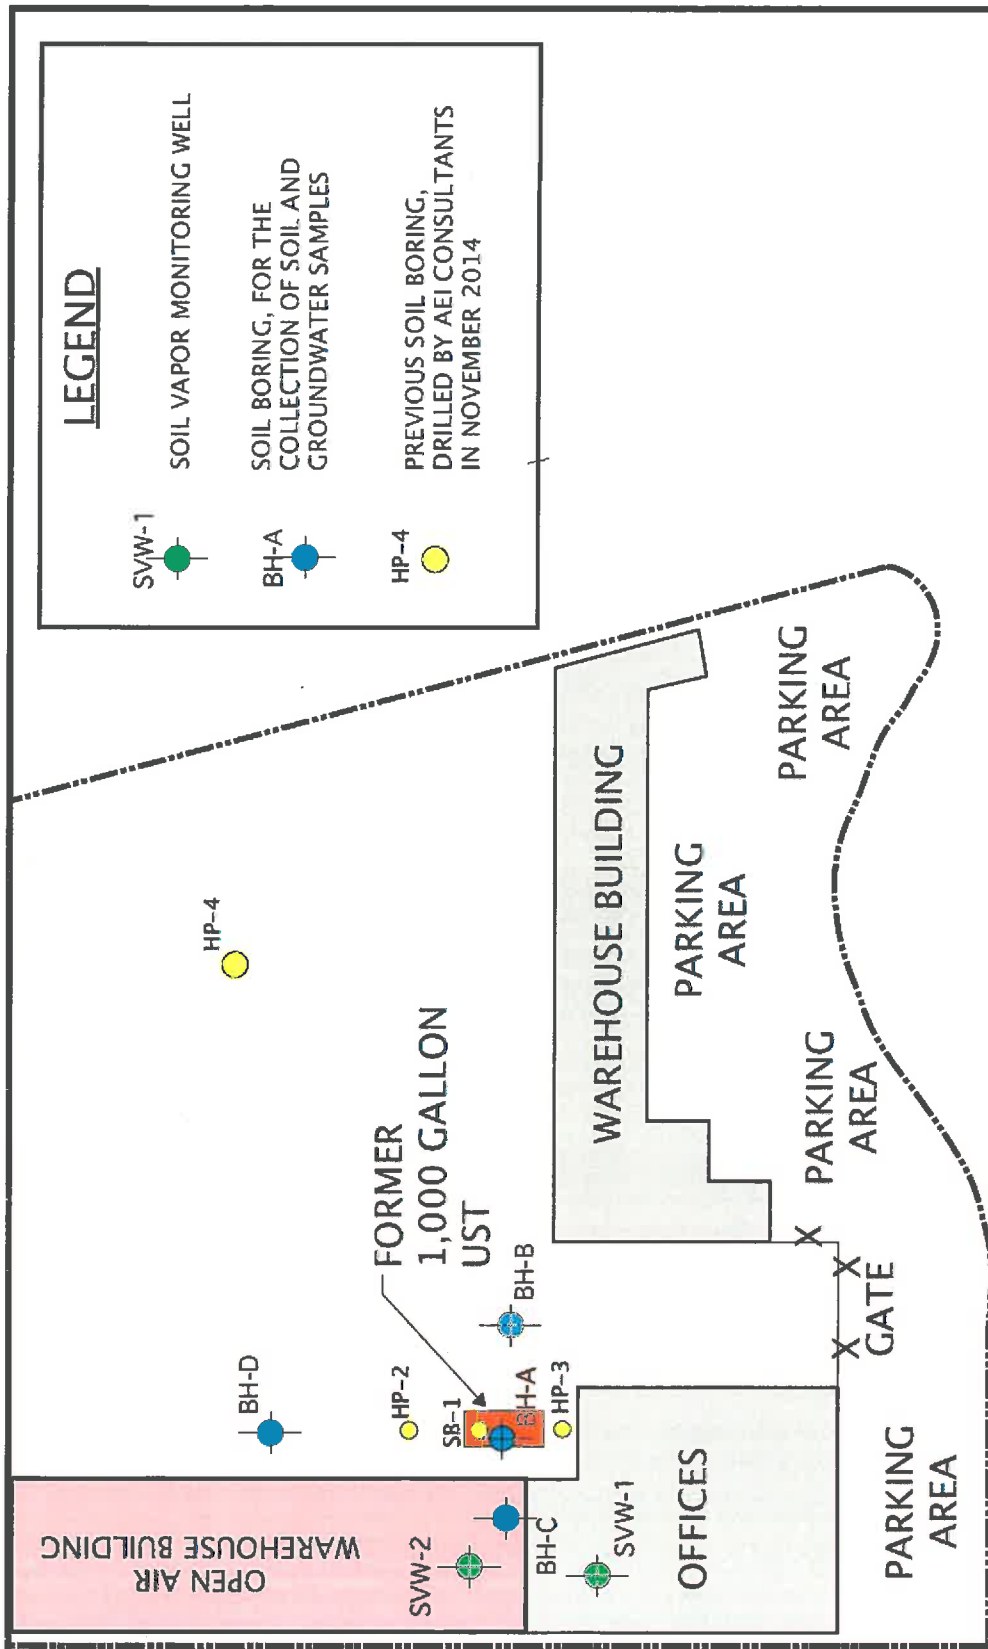 LEGEND
SVW-1
SOIL VAPOR MONITORING WELL
BH-A
SOIL BORING, FOR THE
COLLECTION OF SOIL AND
GROUNDWATER SAMPLES
HP-4
PREVIOUS SOIL BORING,
DRILLED BY AEI CONSULTANTS
IN NOVEMBER 2014
HP-4
FORMER
1,000 GALLON
UST
BH-D
HP-2
SB-1
BH-A
HP-3
BH-B
OPEN AIR
WAREHOUSE BUILDING
SVW-2
BH-C
SVW-1
OFFICES
WAREHOUSE BUILDING
PARKING
AREA
PARKING
AREA
PARKING
AREA
X
X
X
GATE
PARKING
AREA